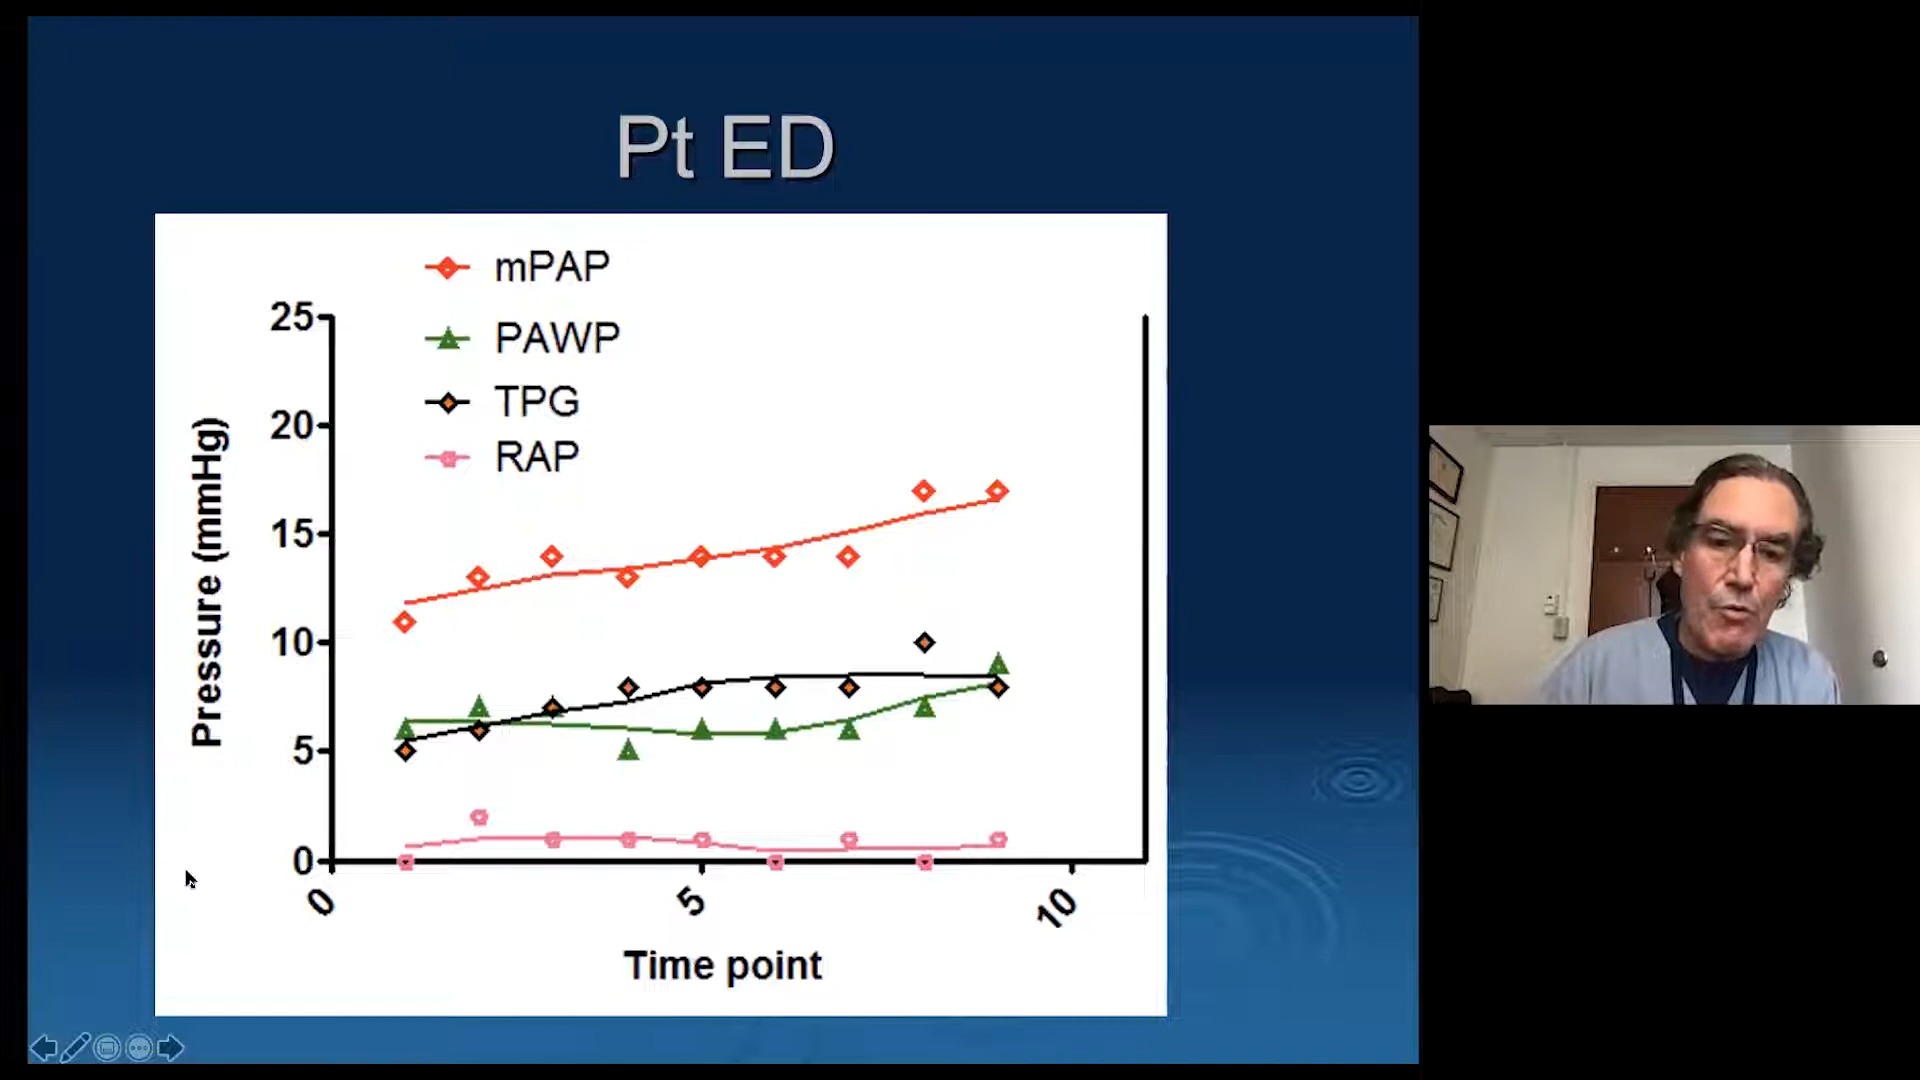 Pt ED
mPAP
PAWP
TPG
RAP
25
20
15
10
5
0
Pressure (mmHg)
0
5
10
Time point